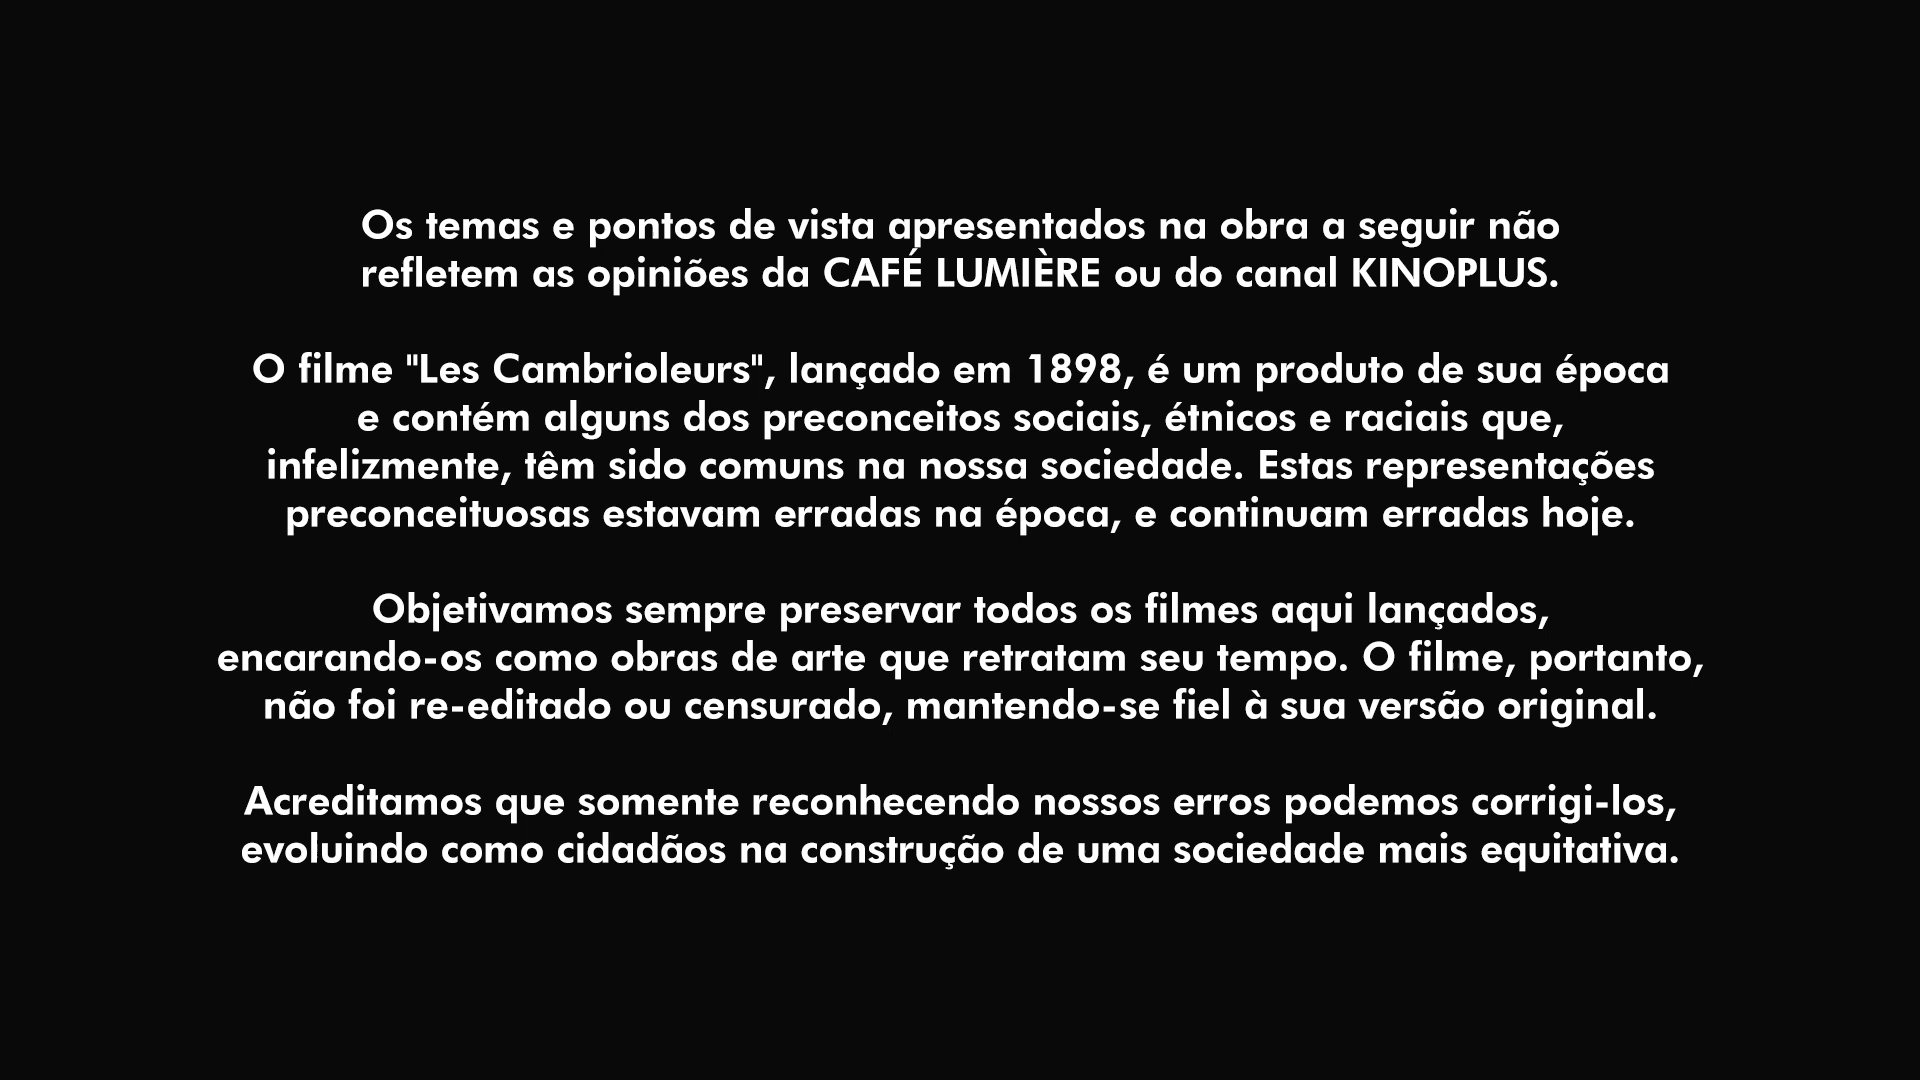 Os temas e pontos de vista apresentados na obra a seguir não
refletem as opiniões da CAFÉ LUMIÈRE ou do canal KINOPLUS.
O filme "Les Cambrioleurs", lançado em 1898, é um produto de sua época
e contém alguns dos preconceitos sociais, étnicos e raciais que,
infelizmente, têm sido comuns na nossa sociedade. Estas representações
preconceituosas estavam erradas na época, e continuam erradas hoje.
Objetivamos sempre preservar todos os filmes aqui lançados,
encarando-os como obras de arte que retratam seu tempo. O filme, portanto,
não foi re-editado ou censurado, mantendo-se fiel à sua versão original.
Acreditamos que somente reconhecendo nossos erros podemos corrigi-los,
evoluindo como cidadãos na construção de uma sociedade mais equitativa.